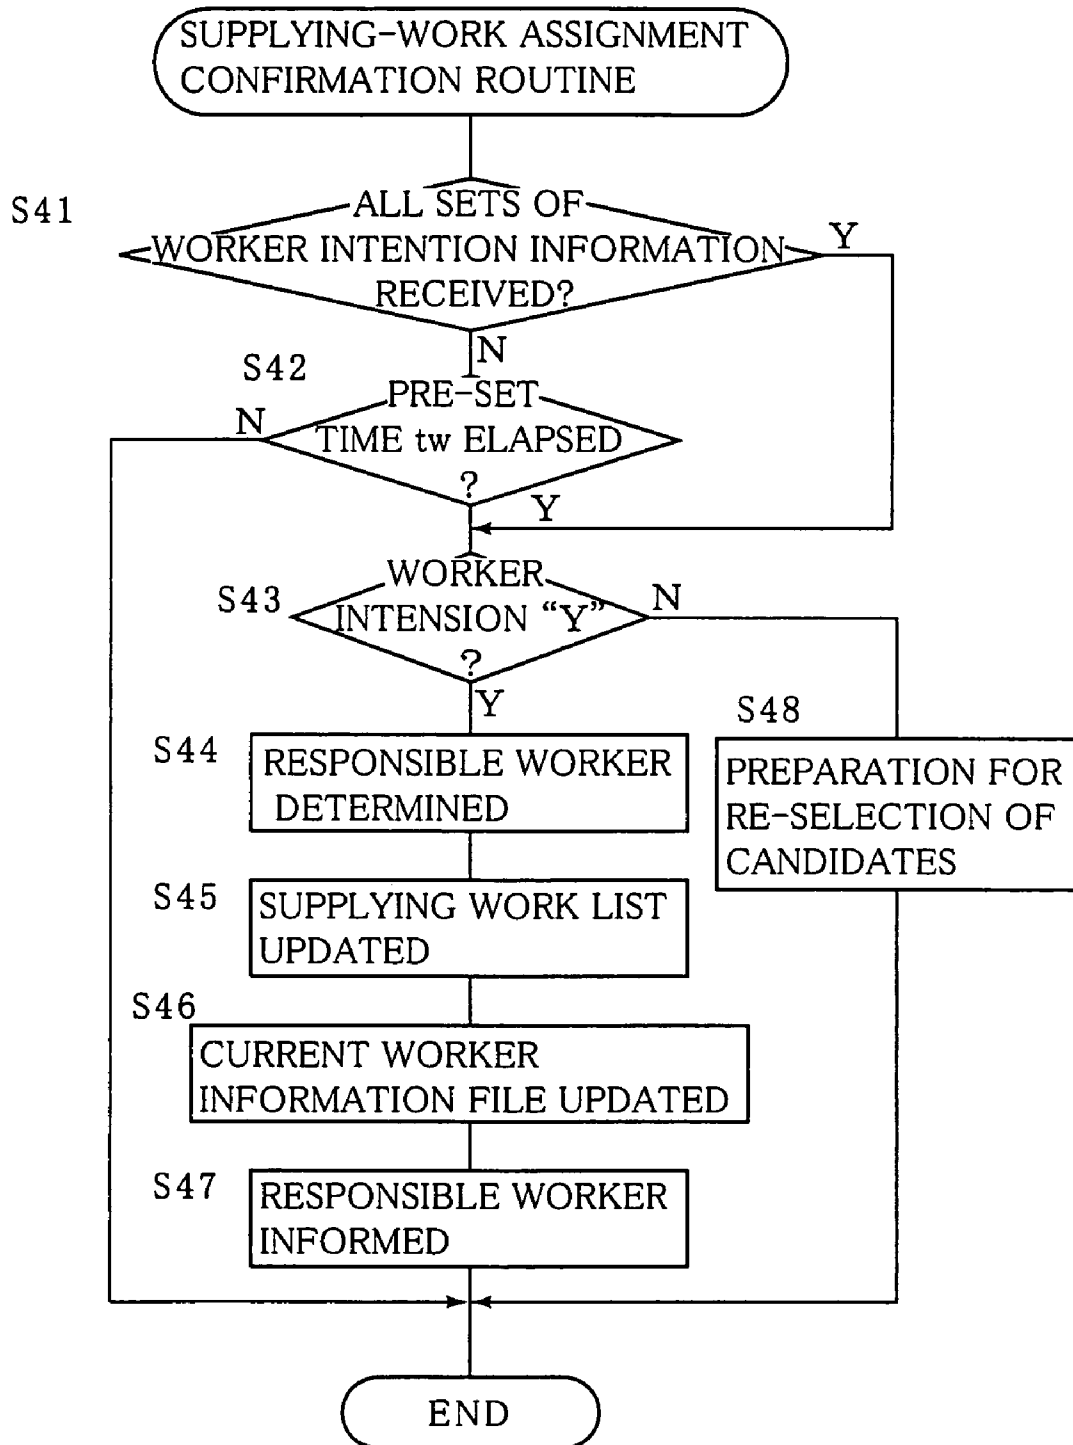 SUPPLYING-WORK ASSIGNMENT
CONFIRMATION ROUTINE
S41
ALL SETS OF
WORKER INTENTION INFORMATION
RECEIVED?
Y
N
S42
PRE-SET
TIME tw ELAPSED
?
N
Y
S43
WORKER
INTENSION “Y”
?
N
Y
S44
RESPONSIBLE WORKER
DETERMINED
S48
PREPARATION FOR
RE-SELECTION OF
CANDIDATES
S45
SUPPLYING WORK LIST
UPDATED
S46
CURRENT WORKER
INFORMATION FILE UPDATED
S47
RESPONSIBLE WORKER
INFORMED
END